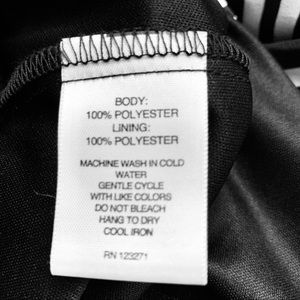 BODY:
100% POLYESTER
LINING:
100% POLYESTER
MACHINE WASH IN COLD
WATER
GENTLE CYCLE
WITH LIKE COLORS
DO NOT BLEACH
HANG TO DRY
COOL IRON
RN 123271